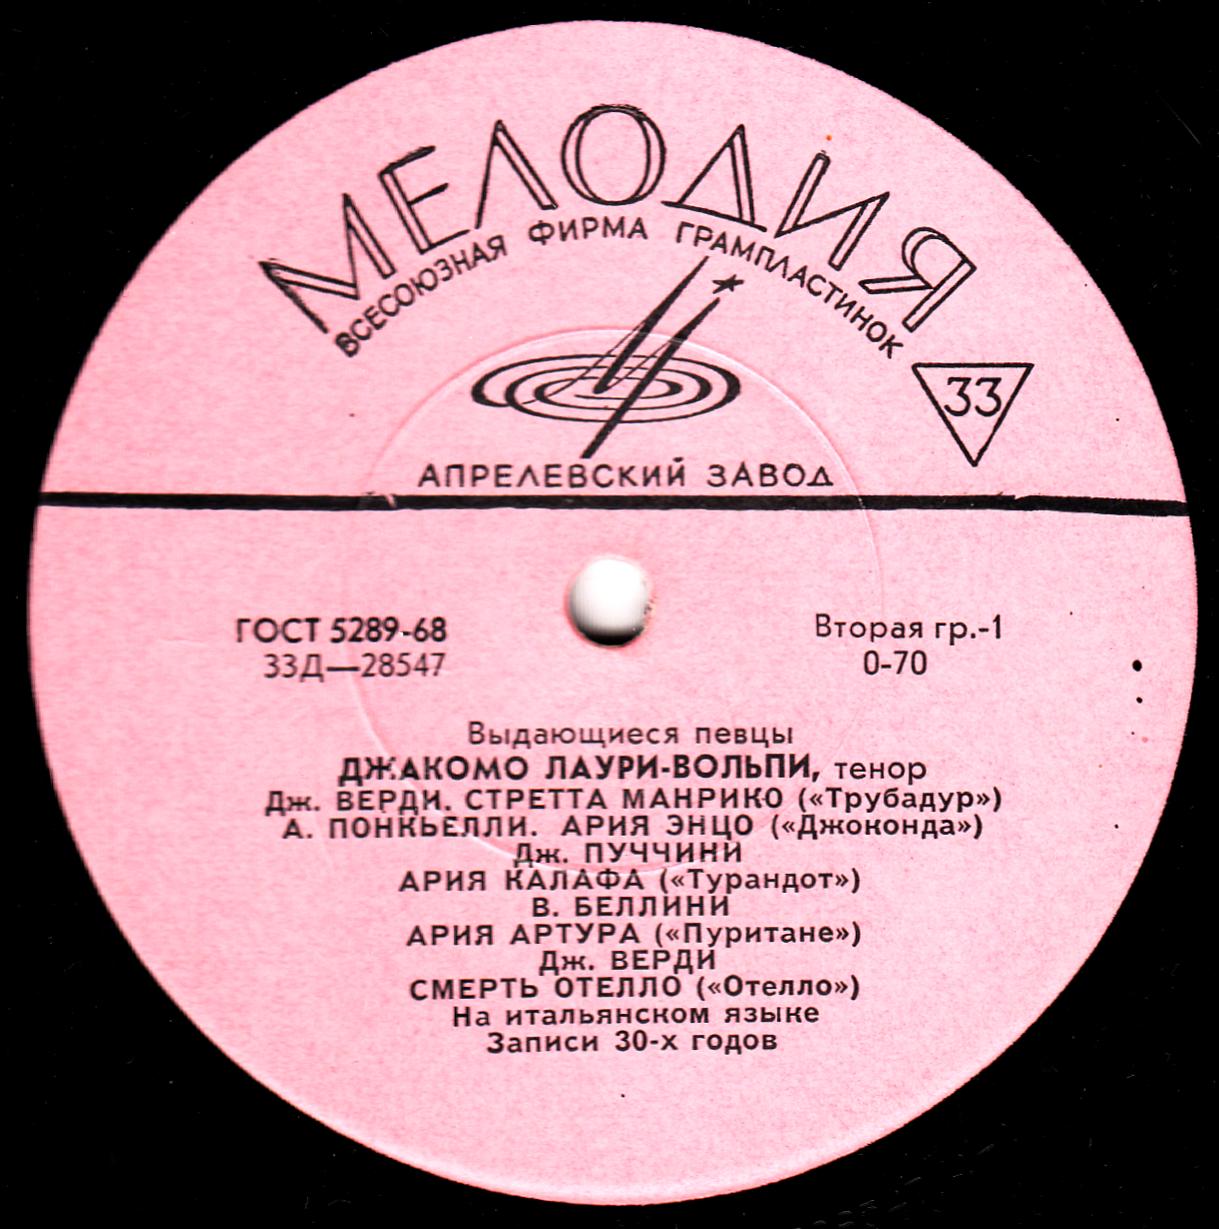 МЕЛОДИЯ
ВСЕСОЮЗНАЯ ФИРМА ГРАМПЛАСТИНОК
33
АПРЕЛЕВСКИЙ ЗАВОД
ГОСТ 5289-68
33Д—28547
Вторая гр.-1
0-70
Выдающиеся певцы
ДЖАКОМО ЛАУРИ-ВОЛЬПИ, тенор
Дж. ВЕРДИ. СТРЕТТА МАНРИКО («Трубадур»)
А. ПОНКЬЕЛЛИ. АРИЯ ЭНЦО («Джоконда»)
Дж. ПУЧЧИНИ
АРИЯ КАЛАФА («Турандот»)
В. БЕЛЛИНИ
АРИЯ АРТУРА («Пуритане»)
Дж. ВЕРДИ
СМЕРТЬ ОТЕЛЛО («Отелло»)
На итальянском языке
Записи 30-х годов